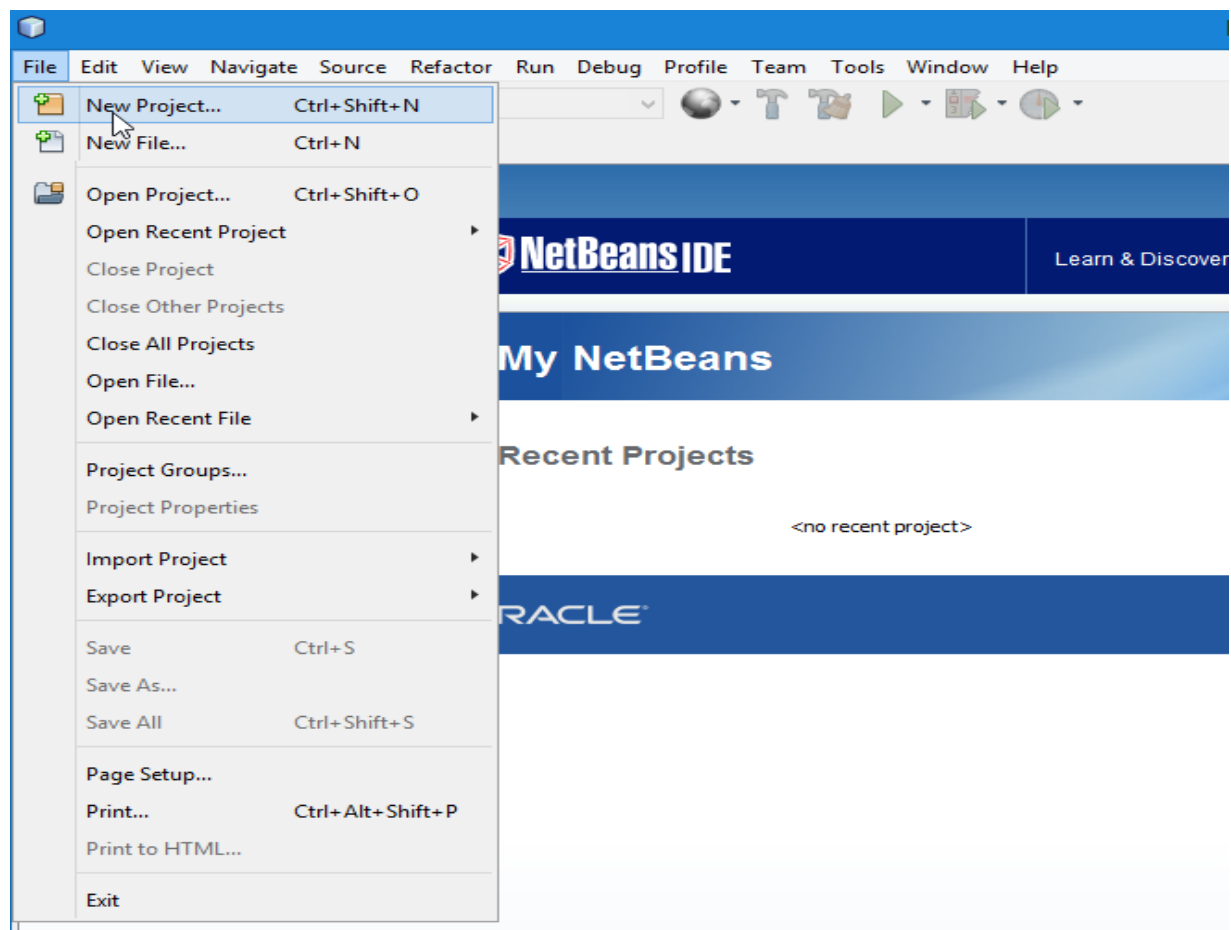 File Edit View Navigate Source Refactor Run Debug Profile Team Tools Window Help
New Project... Ctrl+Shift+N
New File... Ctrl+N
Open Project... Ctrl+Shift+O
Open Recent Project
Close Project
Close Other Projects
Close All Projects
Open File...
Open Recent File
Project Groups...
Project Properties
Import Project
Export Project
Save Ctrl+S
Save As...
Save All Ctrl+Shift+S
Page Setup...
Print... Ctrl+Alt+Shift+P
Print to HTML...
Exit
NetBeans IDE
Learn & Discover
My NetBeans
Recent Projects
<no recent project>
RACLE